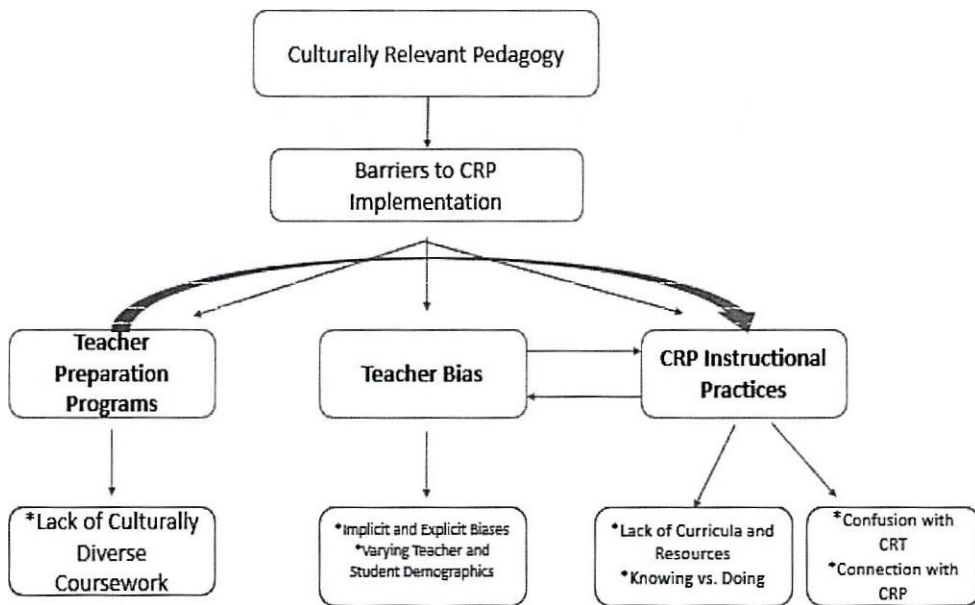 Culturally Relevant Pedagogy
Barriers to CRP
Implementation
Teacher
Preparation
Programs
Teacher Bias
CRP Instructional
Practices
*Lack of Culturally
Diverse
Coursework
*Implicit and Explicit Biases
*Varying Teacher and
Student Demographics
*Lack of Curricula and
Resources
*Knowing vs. Doing
*Confusion with
CRT
*Connection with
CRP